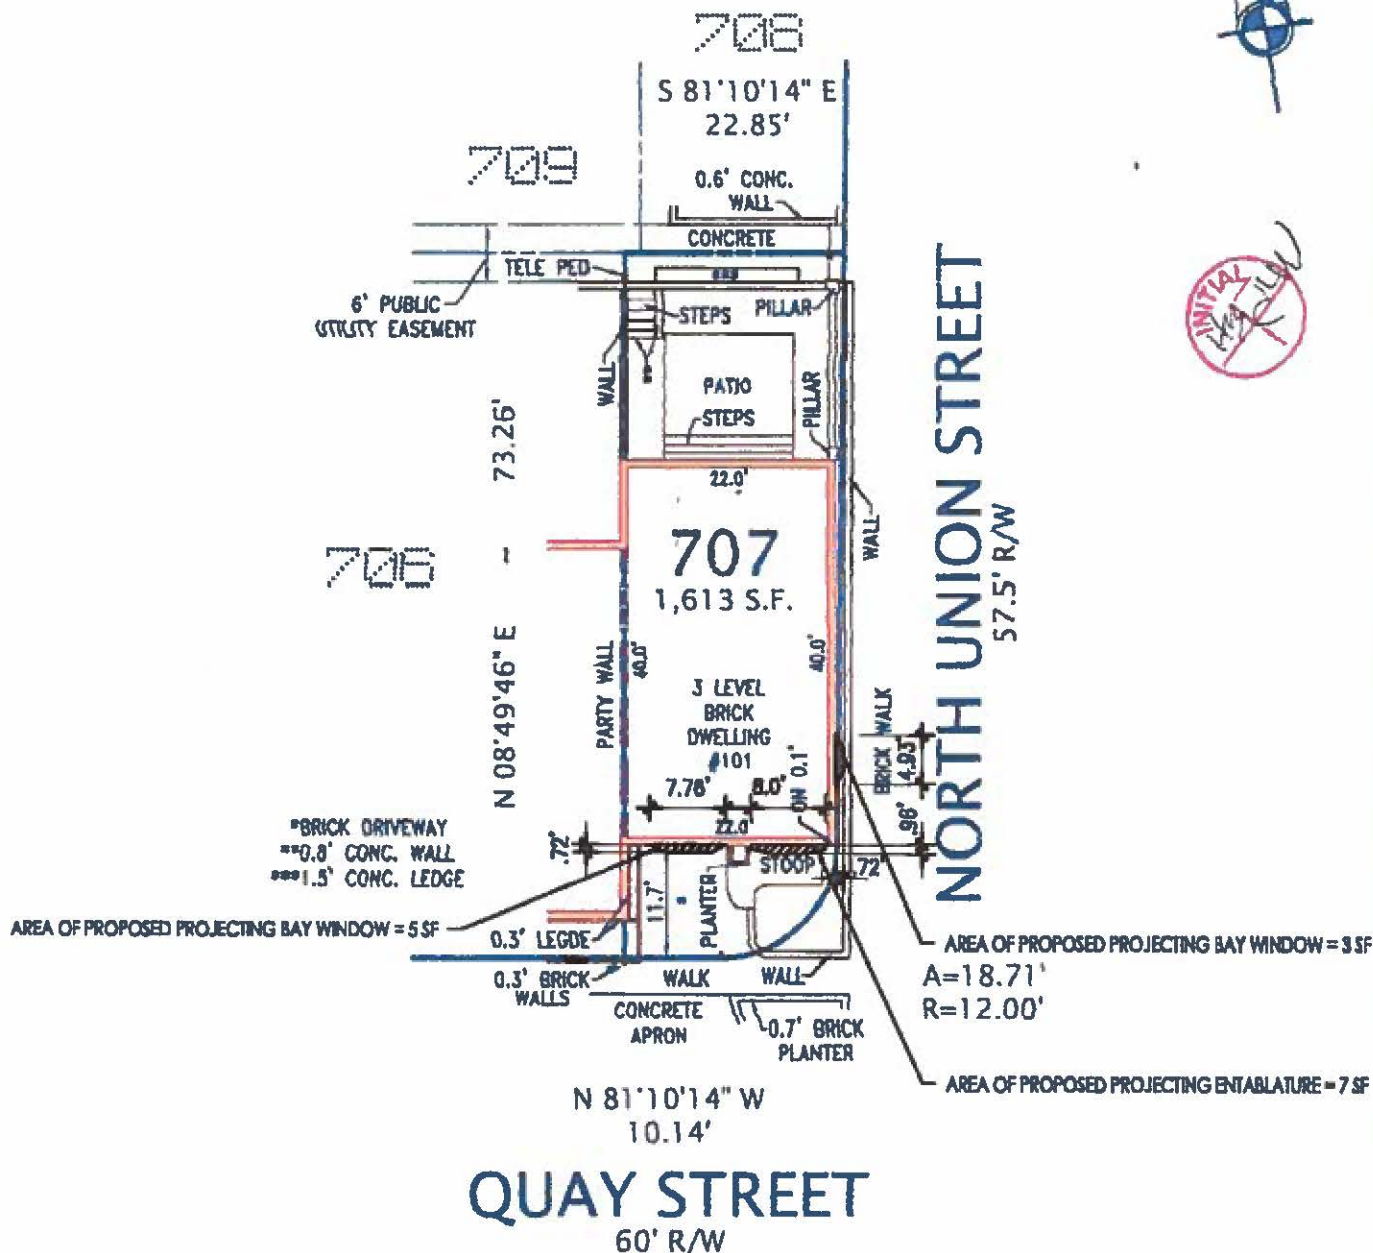 708
S 81°10'14" E
22.85'
709
0.6' CONC.
WALL
CONCRETE
TELE PED
***
6' PUBLIC
UTILITY EASEMENT
STEPS
PILLAR
WALL
**
PATIO
STEPS
PILLAR
INITIAL
NORTH UNION STREET
57.5' R/W
73.26'
-
N 08°49'46" E
22.0'
WALL
706
707
1,613 S.F.
PARTY WALL
40.0'
40.0'
3 LEVEL
BRICK
DWELLING
#101
BRICK WALK
4.93'
.96'
7.78'
8.0'
ON 0.1'
22.0'
*BRICK DRIVEWAY
**0.8' CONC. WALL
***1.5' CONC. LEDGE
.72'
STOOP
.72'
11.7'
*
PLANTER
AREA OF PROPOSED PROJECTING BAY WINDOW = 5 SF
0.3' LEGDE
0.3' BRICK
WALLS
WALK
WALL
AREA OF PROPOSED PROJECTING BAY WINDOW = 3 SF
A=18.71'
R=12.00'
CONCRETE
APRON
0.7' BRICK
PLANTER
AREA OF PROPOSED PROJECTING ENTABLATURE = 7 SF
N 81°10'14" W
10.14'
QUAY STREET
60' R/W